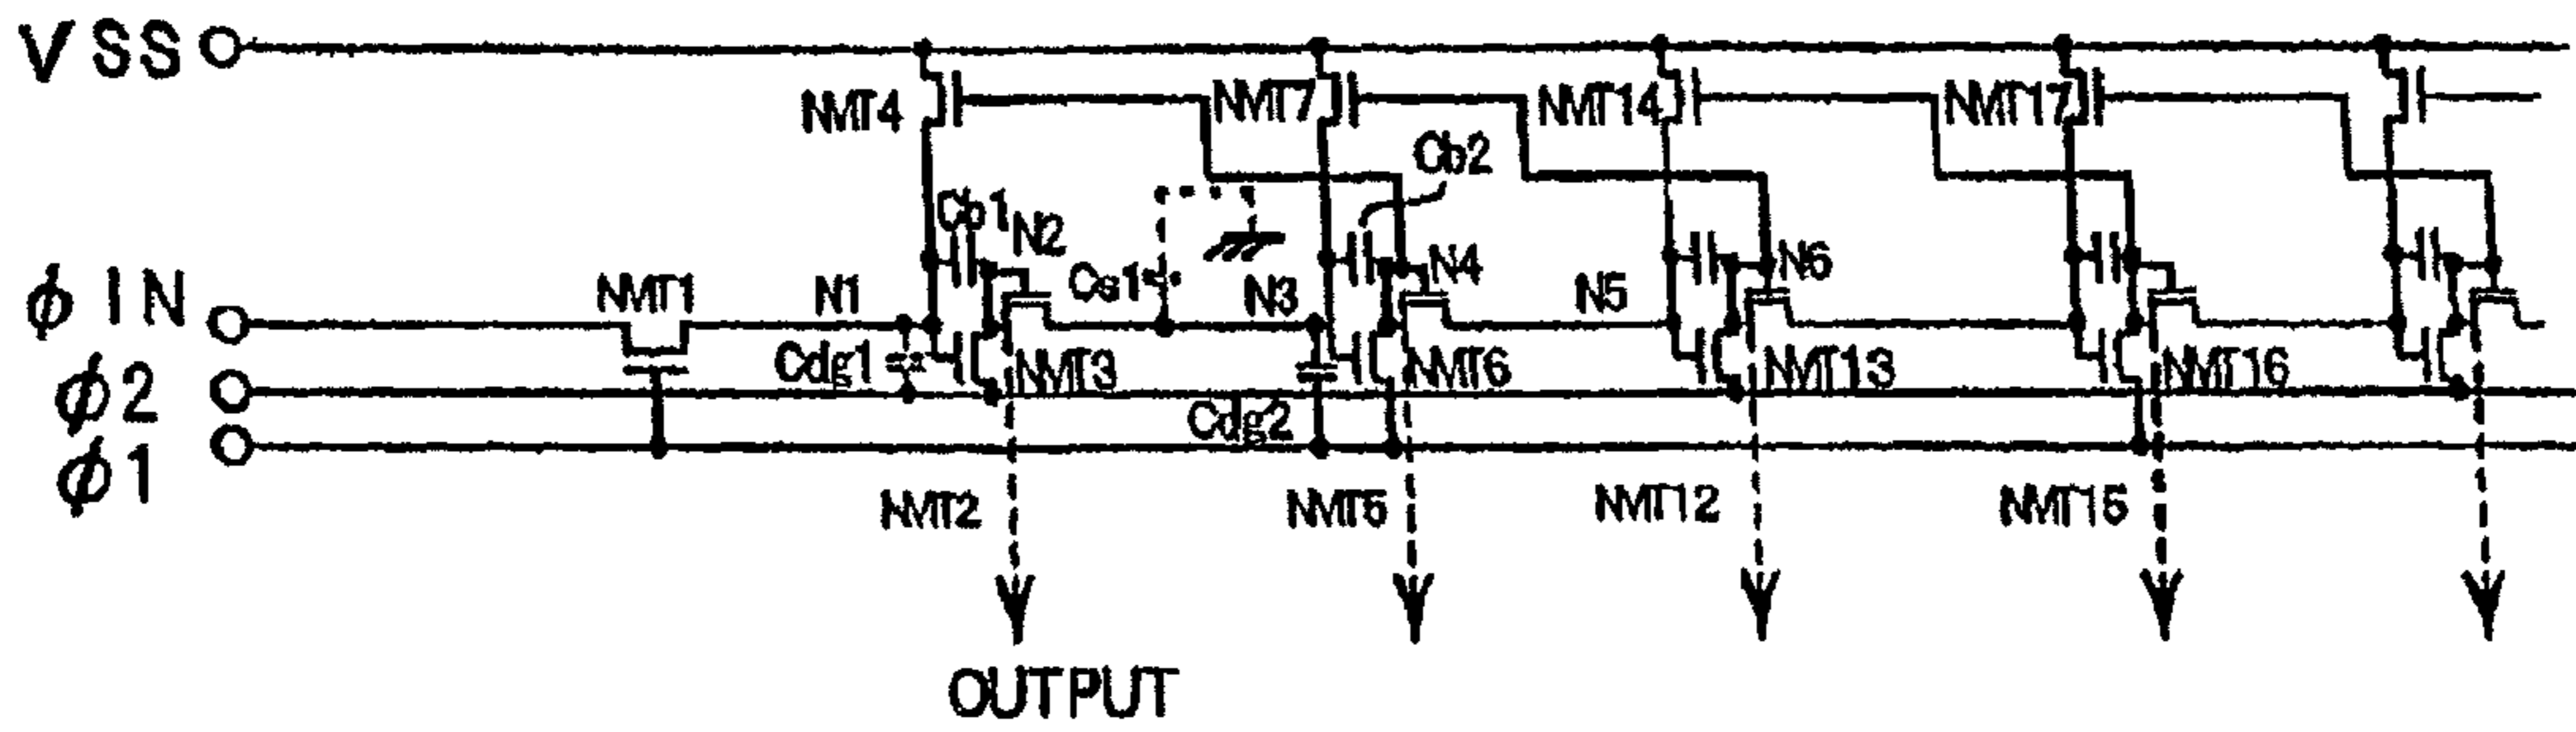 VSS
NMT4
NMT7
NMT14
NMT17
Cb2
Cb1
N2
N4
N6
φIN
NMT1
N1
Cs1
N3
N5
Cdg1
NMT3
NMT6
NMT13
NMT16
φ2
Cdg2
φ1
NMT2
NMT5
NMT12
NMT15
OUTPUT